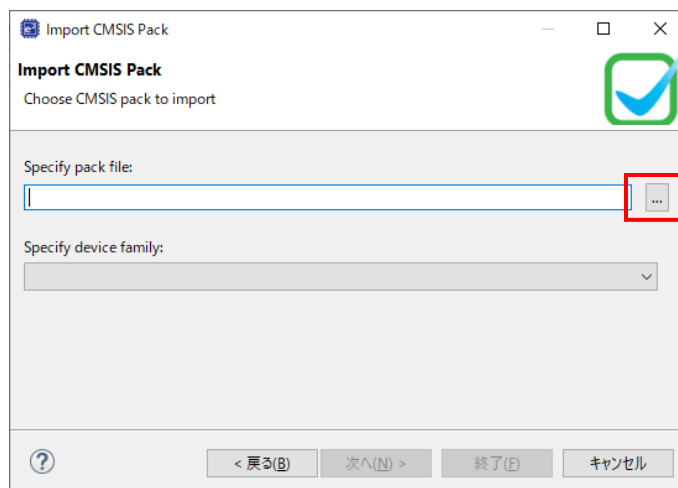 Import CMSIS Pack
Import CMSIS Pack
Choose CMSIS pack to import
Specify pack file:
...
Specify device family:
< 戻る(B) 次へ(N) > 終了(F) キャンセル